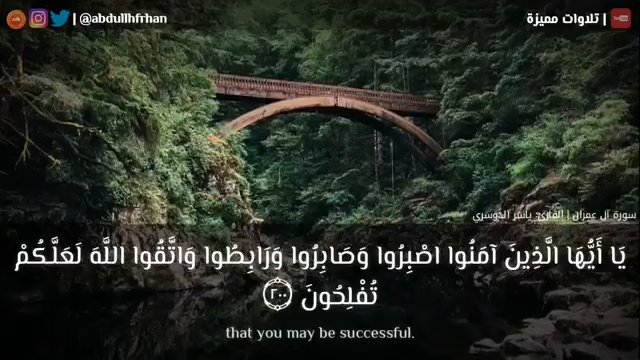 | @abdullhfrhan
تلاوات مميزة |
سورة آل عمران | القارئ ياسر الدوسري
يَا أَيُّهَا الَّذِينَ آمَنُوا اصْبِرُوا وَصَابِرُوا وَرَابِطُوا وَاتَّقُوا اللَّهَ لَعَلَّكُمْ
تُفْلِحُونَ ٢٠٠
that you may be successful.